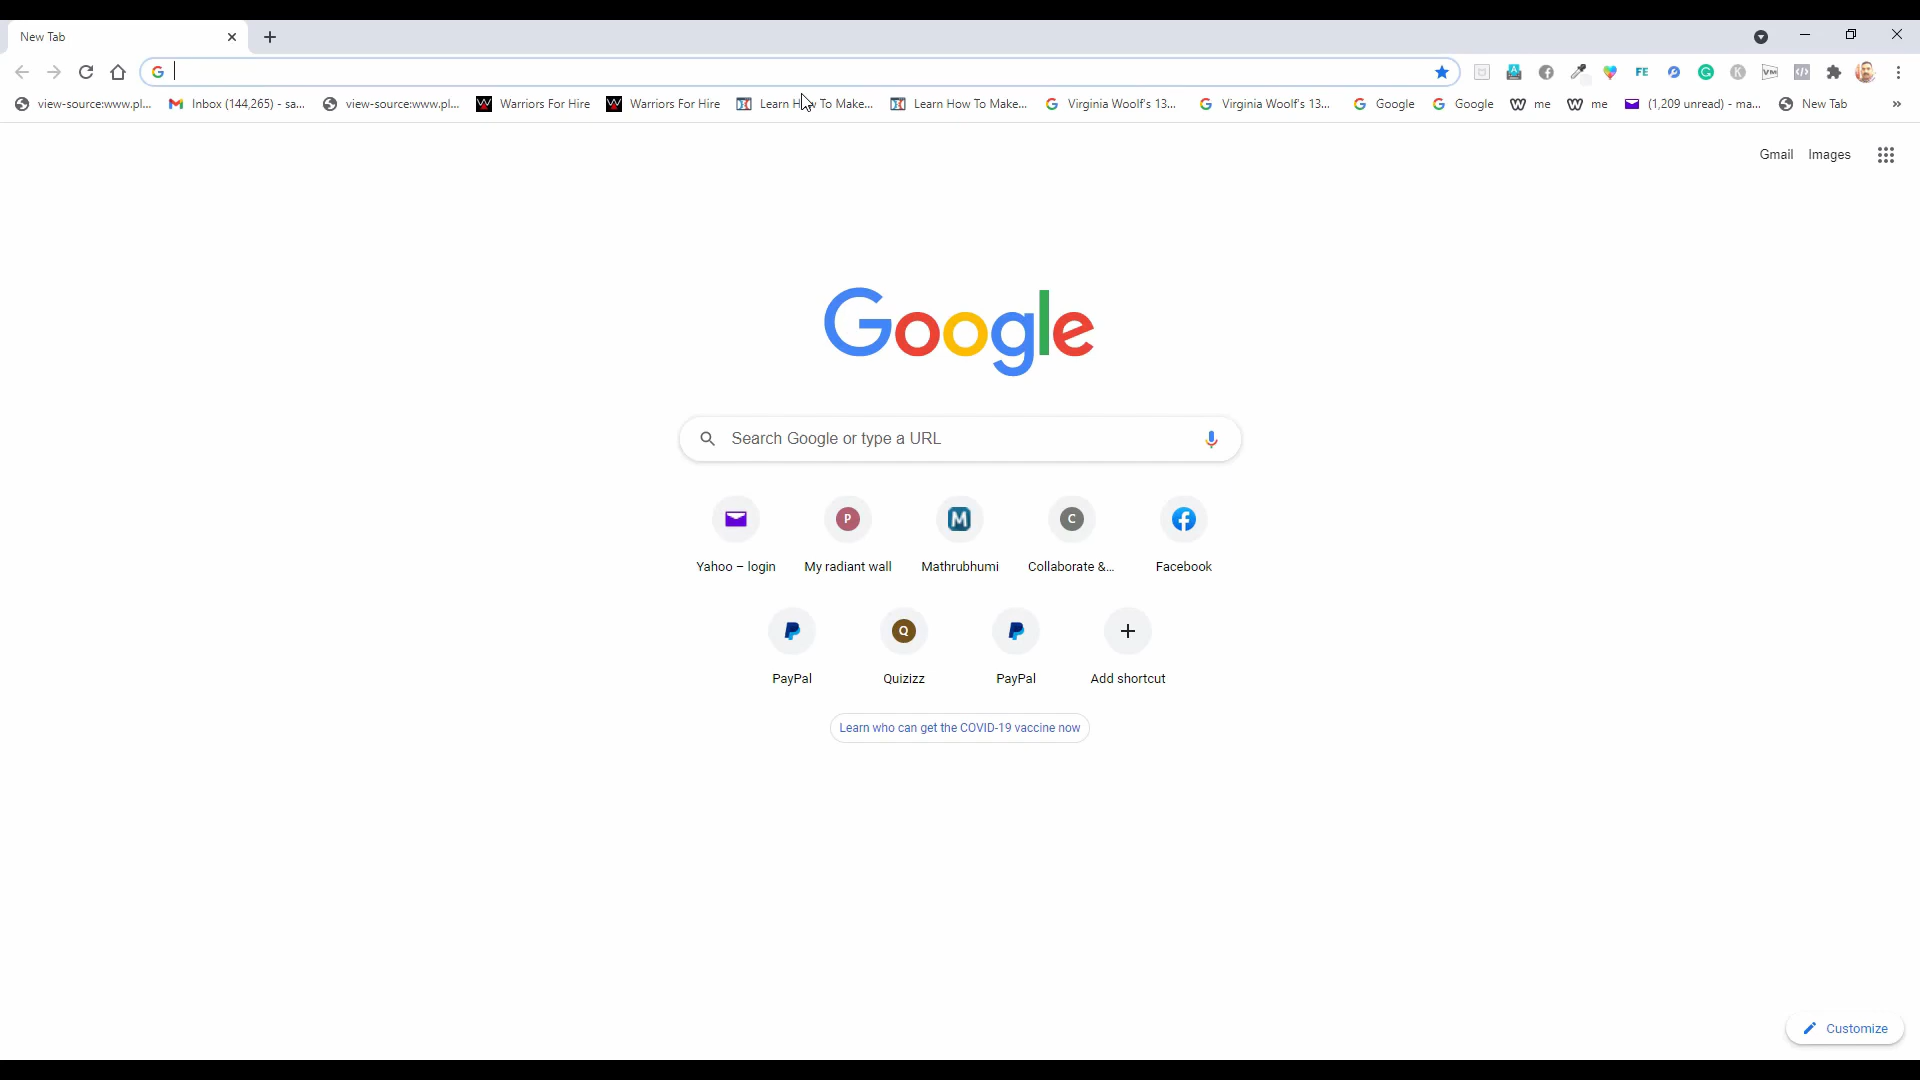 New Tab
view-source:www.pl...
Inbox (144,265) - sa...
view-source:www.pl...
Warriors For Hire
Warriors For Hire
Learn How To Make...
Learn How To Make...
Virginia Woolf's 13...
Virginia Woolf's 13...
Google
Google
me
me
(1,209 unread) - ma...
New Tab
Gmail
Images
Google
Search Google or type a URL
Yahoo – login
My radiant wall
Mathrubhumi
Collaborate &...
Facebook
PayPal
Quizizz
PayPal
Add shortcut
Learn who can get the COVID-19 vaccine now
Customize